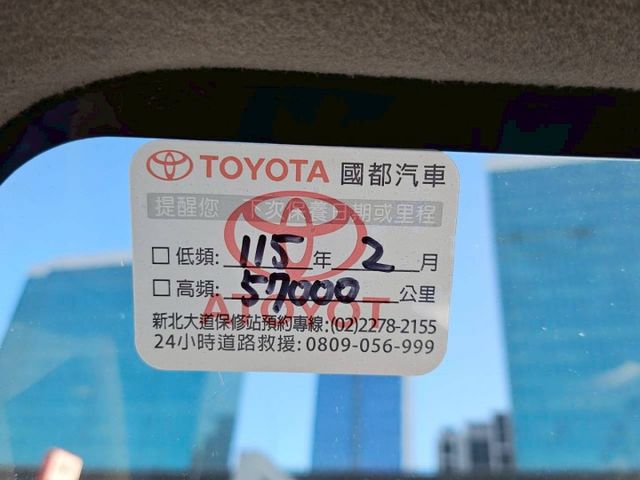 TOYOTA 國都汽車
提醒您 下次保養日期或里程
□低頻: 115 年 2 月
□高頻: 57000 公里
新北大道保修站預約專線:(02)2278-2155
24小時道路救援:0809-056-999